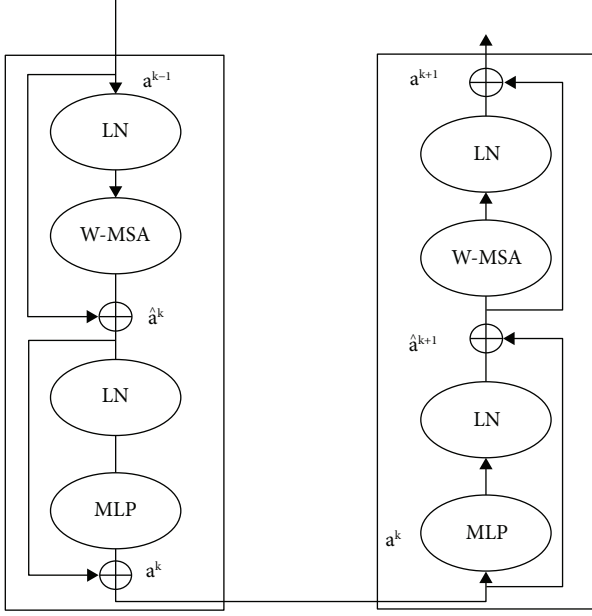 a^{k−1}
LN
W-MSA
â^k
LN
MLP
a^k
a^{k+1}
LN
W-MSA
â^{k+1}
LN
MLP
a^k